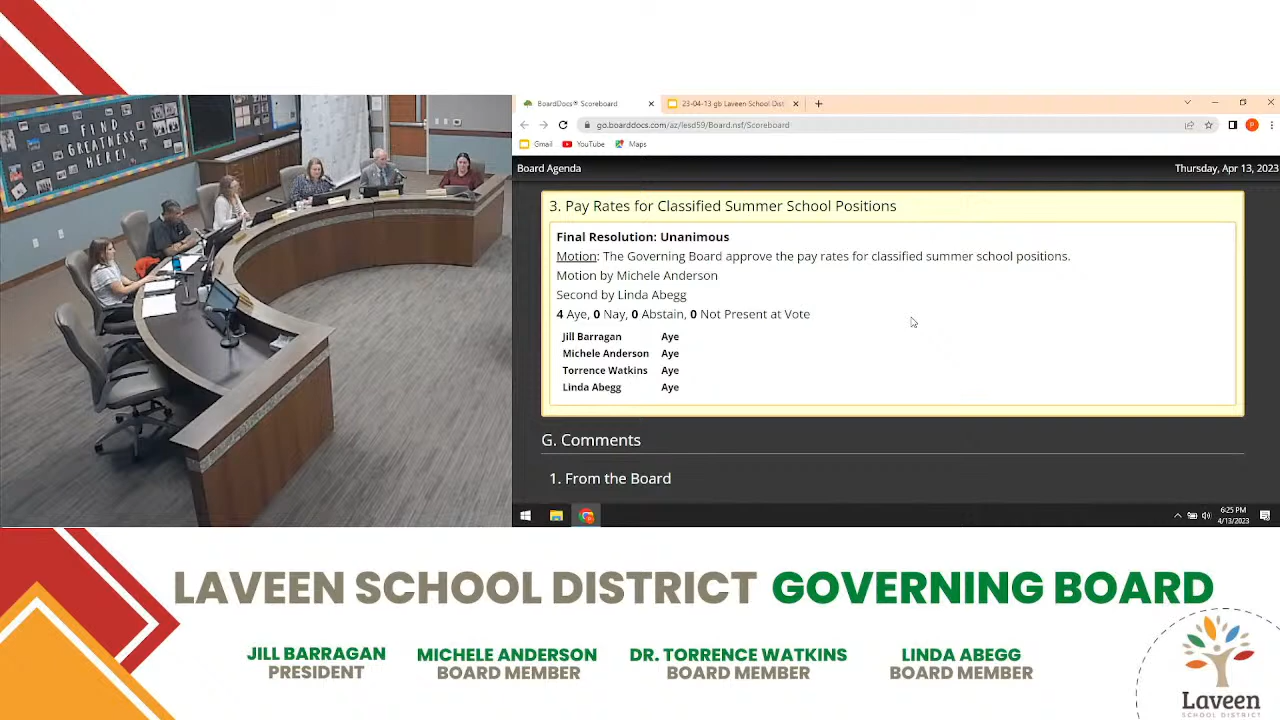 FIND
GREATNESS
HERE!
BoardDocs® Scoreboard
23-04-13 gb Laveen School Dist
go.boarddocs.com/az/lesd59/Board.nsf/Scoreboard
Gmail
YouTube
Maps
Board Agenda
Thursday, Apr 13, 2023
3. Pay Rates for Classified Summer School Positions
Final Resolution: Unanimous
Motion: The Governing Board approve the pay rates for classified summer school positions.
Motion by Michele Anderson
Second by Linda Abegg
4 Aye, 0 Nay, 0 Abstain, 0 Not Present at Vote
Jill Barragan Aye
Michele Anderson Aye
Torrence Watkins Aye
Linda Abegg Aye
G. Comments
1. From the Board
6:25 PM
4/13/2023
LAVEEN SCHOOL DISTRICT GOVERNING BOARD
JILL BARRAGAN
PRESIDENT
MICHELE ANDERSON
BOARD MEMBER
DR. TORRENCE WATKINS
BOARD MEMBER
LINDA ABEGG
BOARD MEMBER
Laveen
SCHOOL DISTRICT